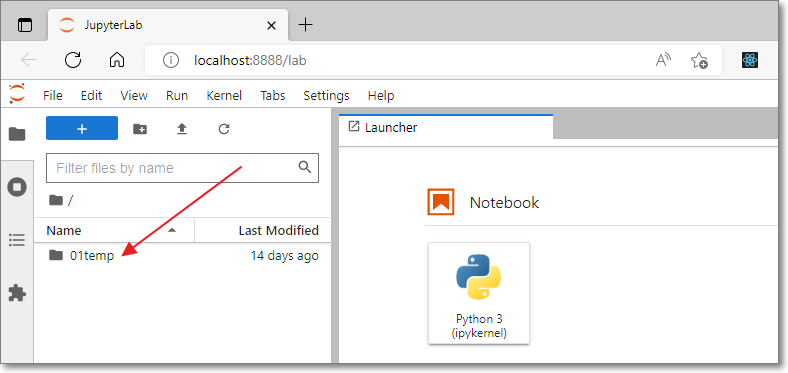 JupyterLab
localhost:8888/lab
File Edit View Run Kernel Tabs Settings Help
+
Launcher
Filter files by name
/
Name Last Modified
01temp 14 days ago
Notebook
Python 3
(ipykernel)